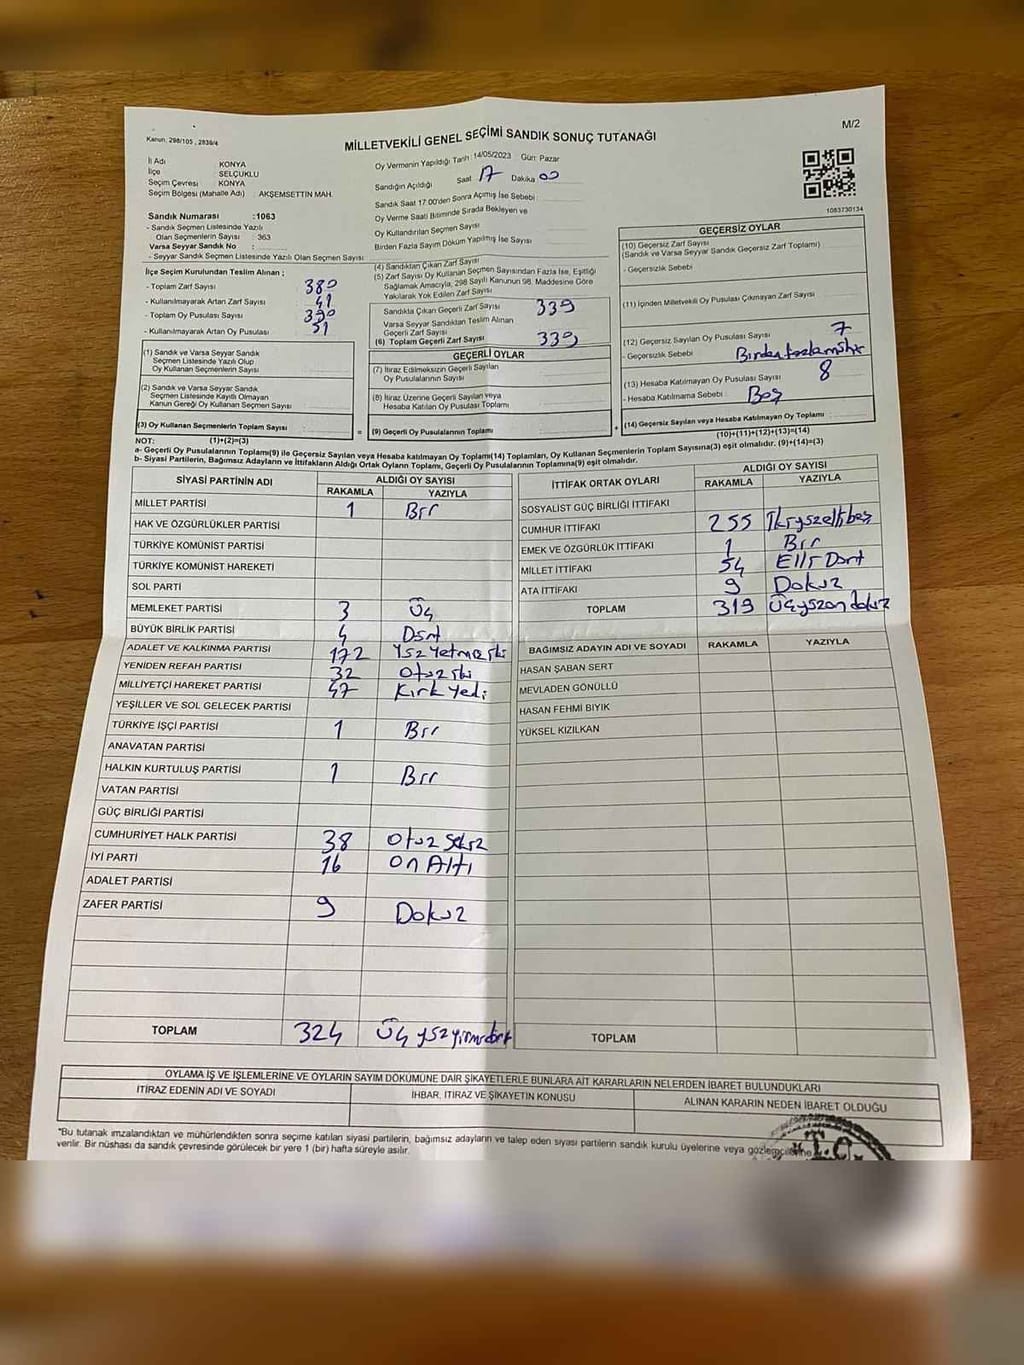 M/2
Kanun, 298/105 , 2839/4
MİLLETVEKİLİ GENEL SEÇİMİ SANDIK SONUÇ TUTANAĞI
İl Adı KONYA
İlçe SELÇUKLU
Seçim Çevresi KONYA
Seçim Bölgesi (Mahalle Adı) : AKŞEMSETTİN MAH.
Sandık Numarası :1063
- Sandık Seçmen Listesinde Yazılı
Olan Seçmenlerin Sayısı : 363
Varsa Seyyar Sandık No :
- Seyyar Sandık Seçmen Listesinde Yazılı Olan Seçmen Sayısı
Oy Vermenin Yapıldığı Tarih :14/05/2023 Gün: Pazar
Sandığın Açıldığı Saat 17 Dakika 00
Sandık Saat 17:00'den Sonra Açılmış İse Sebebi :
Oy Verme Saati Bitiminde Sırada Bekleyen ve
Oy Kullandırılan Seçmen Sayısı
Birden Fazla Sayım Döküm Yapılmış İse Sayısı
1083730134
İlçe Seçim Kurulundan Teslim Alınan ;
- Toplam Zarf Sayısı 380
- Kullanılmayarak Artan Zarf Sayısı 41
- Toplam Oy Pusulası Sayısı 390
- Kullanılmayarak Artan Oy Pusulası 51
(1) Sandık ve Varsa Seyyar Sandık
Seçmen Listesinde Yazılı Olup
Oy Kullanan Seçmenlerin Sayısı
(2) Sandık ve Varsa Seyyar Sandık
Seçmen Listesinde Kayıtlı Olmayan
Kanun Gereği Oy Kullanan Seçmen Sayısı
(3) Oy Kullanan Seçmenlerin Toplam Sayısı
(1)+(2)=(3)
(4) Sandıktan Çıkan Zarf Sayısı
(5) Zarf Sayısı Oy Kullanan Seçmen Sayısından Fazla İse, Eşitliği
Sağlamak Amacıyla, 298 Sayılı Kanunun 98. Maddesine Göre
Yakılarak Yok Edilen Zarf Sayısı
Sandıkta Çıkan Geçerli Zarf Sayısı 339
Varsa Seyyar Sandıktan Teslim Alınan
Geçerli Zarf Sayısı
(6) Toplam Geçerli Zarf Sayısı 339
GEÇERLİ OYLAR
(7) İtiraz Edilmeksizin Geçerli Sayılan
Oy Pusulalarının Sayısı
(8) İtiraz Üzerine Geçerli Sayılan veya
Hesaba Katılan Oy Pusulası Toplamı
= (9) Geçerli Oy Pusulalarının Toplamı +
GEÇERSİZ OYLAR
(10) Geçersiz Zarf Sayısı
(Sandık ve Varsa Seyyar Sandık Geçersiz Zarf Toplamı)
- Geçersizlik Sebebi
(11) İçinden Milletvekili Oy Pusulası Çıkmayan Zarf Sayısı
(12) Geçersiz Sayılan Oy Pusulası Sayısı 7
- Geçersizlik Sebebi Birden fazla mühür
(13) Hesaba Katılmayan Oy Pusulası Sayısı 8
- Hesaba Katılmama Sebebi : Boş
(14) Geçersiz Sayılan veya Hesaba Katılmayan Oy Toplamı
(10)+(11)+(12)+(13)=(14)
NOT:
a- Geçerli Oy Pusulalarının Toplamı(9) ile Geçersiz Sayılan veya Hesaba katılmayan Oy Toplamı(14) Toplamları, Oy Kullanan Seçmenlerin Toplam Sayısına(3) eşit olmalıdır. (9)+(14)=(3)
b- Siyasi Partilerin, Bağımsız Adayların ve İttifakların Aldığı Ortak Oyların Toplamı, Geçerli Oy Pusulalarının Toplamına(9) eşit olmalıdır.
SİYASİ PARTİNİN ADI ALDIĞI OY SAYISI
RAKAMLA YAZIYLA
MİLLET PARTİSİ 1 Bir
HAK VE ÖZGÜRLÜKLER PARTİSİ
TÜRKİYE KOMÜNİST PARTİSİ
TÜRKİYE KOMÜNİST HAREKETİ
SOL PARTİ
MEMLEKET PARTİSİ 3 Üç
BÜYÜK BİRLİK PARTİSİ 4 Dört
ADALET VE KALKINMA PARTİSİ 172 Yüz Yetmiş iki
YENİDEN REFAH PARTİSİ 32 Otuz iki
MİLLİYETÇİ HAREKET PARTİSİ 47 Kırk Yedi
YEŞİLLER VE SOL GELECEK PARTİSİ
TÜRKİYE İŞÇİ PARTİSİ 1 Bir
ANAVATAN PARTİSİ
HALKIN KURTULUŞ PARTİSİ 1 Bir
VATAN PARTİSİ
GÜÇ BİRLİĞİ PARTİSİ
CUMHURİYET HALK PARTİSİ 38 Otuz Sekiz
İYİ PARTİ 16 On Altı
ADALET PARTİSİ
ZAFER PARTİSİ 9 Dokuz
TOPLAM 324 Üç yüz yirmi dört
İTTİFAK ORTAK OYLARI ALDIĞI OY SAYISI
RAKAMLA YAZIYLA
SOSYALİST GÜÇ BİRLİĞİ İTTİFAKI
CUMHUR İTTİFAKI 255 İki yüz elli beş
EMEK VE ÖZGÜRLÜK İTTİFAKI 1 Bir
MİLLET İTTİFAKI 54 Elli Dört
ATA İTTİFAKI 9 Dokuz
TOPLAM 319 Üç yüz on dokuz
BAĞIMSIZ ADAYIN ADI VE SOYADI RAKAMLA YAZIYLA
HASAN ŞABAN SERT
MEVLADEN GÖNÜLLÜ
HASAN FEHMİ BIYIK
YÜKSEL KIZILKAN
TOPLAM
OYLAMA İŞ VE İŞLEMLERİNE VE OYLARIN SAYIM DÖKÜMÜNE DAİR ŞİKAYETLERLE BUNLARA AİT KARARLARIN NELERDEN İBARET BULUNDUKLARI
İTİRAZ EDENİN ADI VE SOYADI İHBAR, İTİRAZ VE ŞİKAYETİN KONUSU ALINAN KARARIN NEDEN İBARET OLDUĞU
"Bu tutanak imzalandıktan ve mühürlendikten sonra seçime katılan siyasi partilerin, bağımsız adayların ve talep eden siyasi partilerin sandık kurulu üyelerine veya gözlemcilerine
verilir. Bir nüshası da sandık çevresinde görülecek bir yere 1 (bir) hafta süreyle asılır.
T.C.